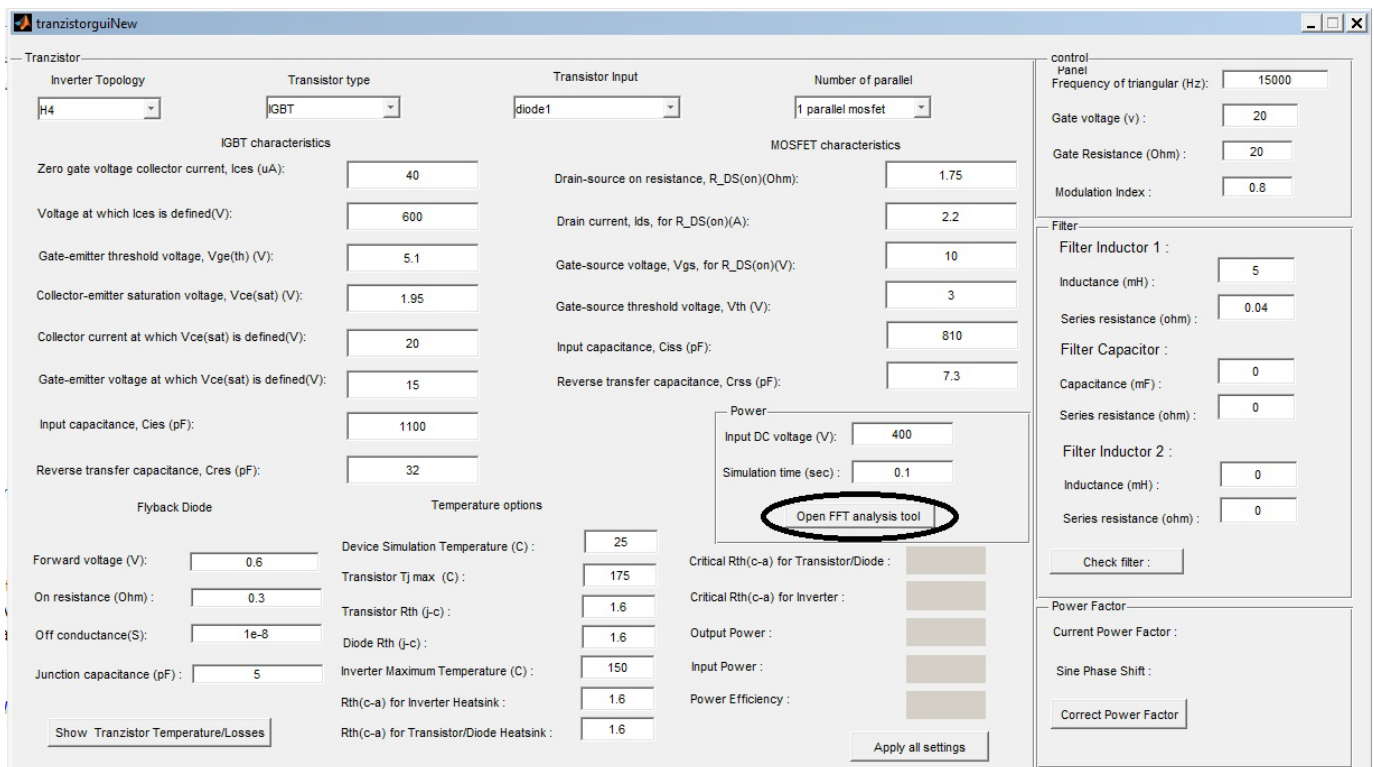 tranzistorguiNew
Tranzistor
Inverter Topology
Transistor type
Transistor Input
Number of parallel
H4
IGBT
diode1
1 parallel mosfet
IGBT characteristics
Zero gate voltage collector current, Ices (uA):
40
Voltage at which Ices is defined(V):
600
Gate-emitter threshold voltage, Vge(th) (V):
5.1
Collector-emitter saturation voltage, Vce(sat) (V):
1.95
Collector current at which Vce(sat) is defined(V):
20
Gate-emitter voltage at which Vce(sat) is defined(V):
15
Input capacitance, Cies (pF):
1100
Reverse transfer capacitance, Cres (pF):
32
MOSFET characteristics
Drain-source on resistance, R_DS(on)(Ohm):
1.75
Drain current, Ids, for R_DS(on)(A):
2.2
Gate-source voltage, Vgs, for R_DS(on)(V):
10
Gate-source threshold voltage, Vth (V):
3
Input capacitance, Ciss (pF):
810
Reverse transfer capacitance, Crss (pF):
7.3
Power
Input DC voltage (V):
400
Simulation time (sec) :
0.1
Open FFT analysis tool
Flyback Diode
Forward voltage (V):
0.6
On resistance (Ohm) :
0.3
Off conductance(S):
1e-8
Junction capacitance (pF) :
5
Show Tranzistor Temperature/Losses
Temperature options
Device Simulation Temperature (C) :
25
Transistor Tj max (C) :
175
Transistor Rth (j-c) :
1.6
Diode Rth (j-c) :
1.6
Inverter Maximum Temperature (C) :
150
Rth(c-a) for Inverter Heatsink :
1.6
Rth(c-a) for Transistor/Diode Heatsink :
1.6
Critical Rth(c-a) for Transistor/Diode :
Critical Rth(c-a) for Inverter :
Output Power :
Input Power :
Power Efficiency :
Apply all settings
control
Panel
Frequency of triangular (Hz):
15000
Gate voltage (v) :
20
Gate Resistance (Ohm) :
20
Modulation Index :
0.8
Filter
Filter Inductor 1 :
Inductance (mH) :
5
Series resistance (ohm) :
0.04
Filter Capacitor :
Capacitance (mF) :
0
Series resistance (ohm) :
0
Filter Inductor 2 :
Inductance (mH) :
0
Series resistance (ohm) :
0
Check filter :
Power Factor
Current Power Factor :
Sine Phase Shift :
Correct Power Factor